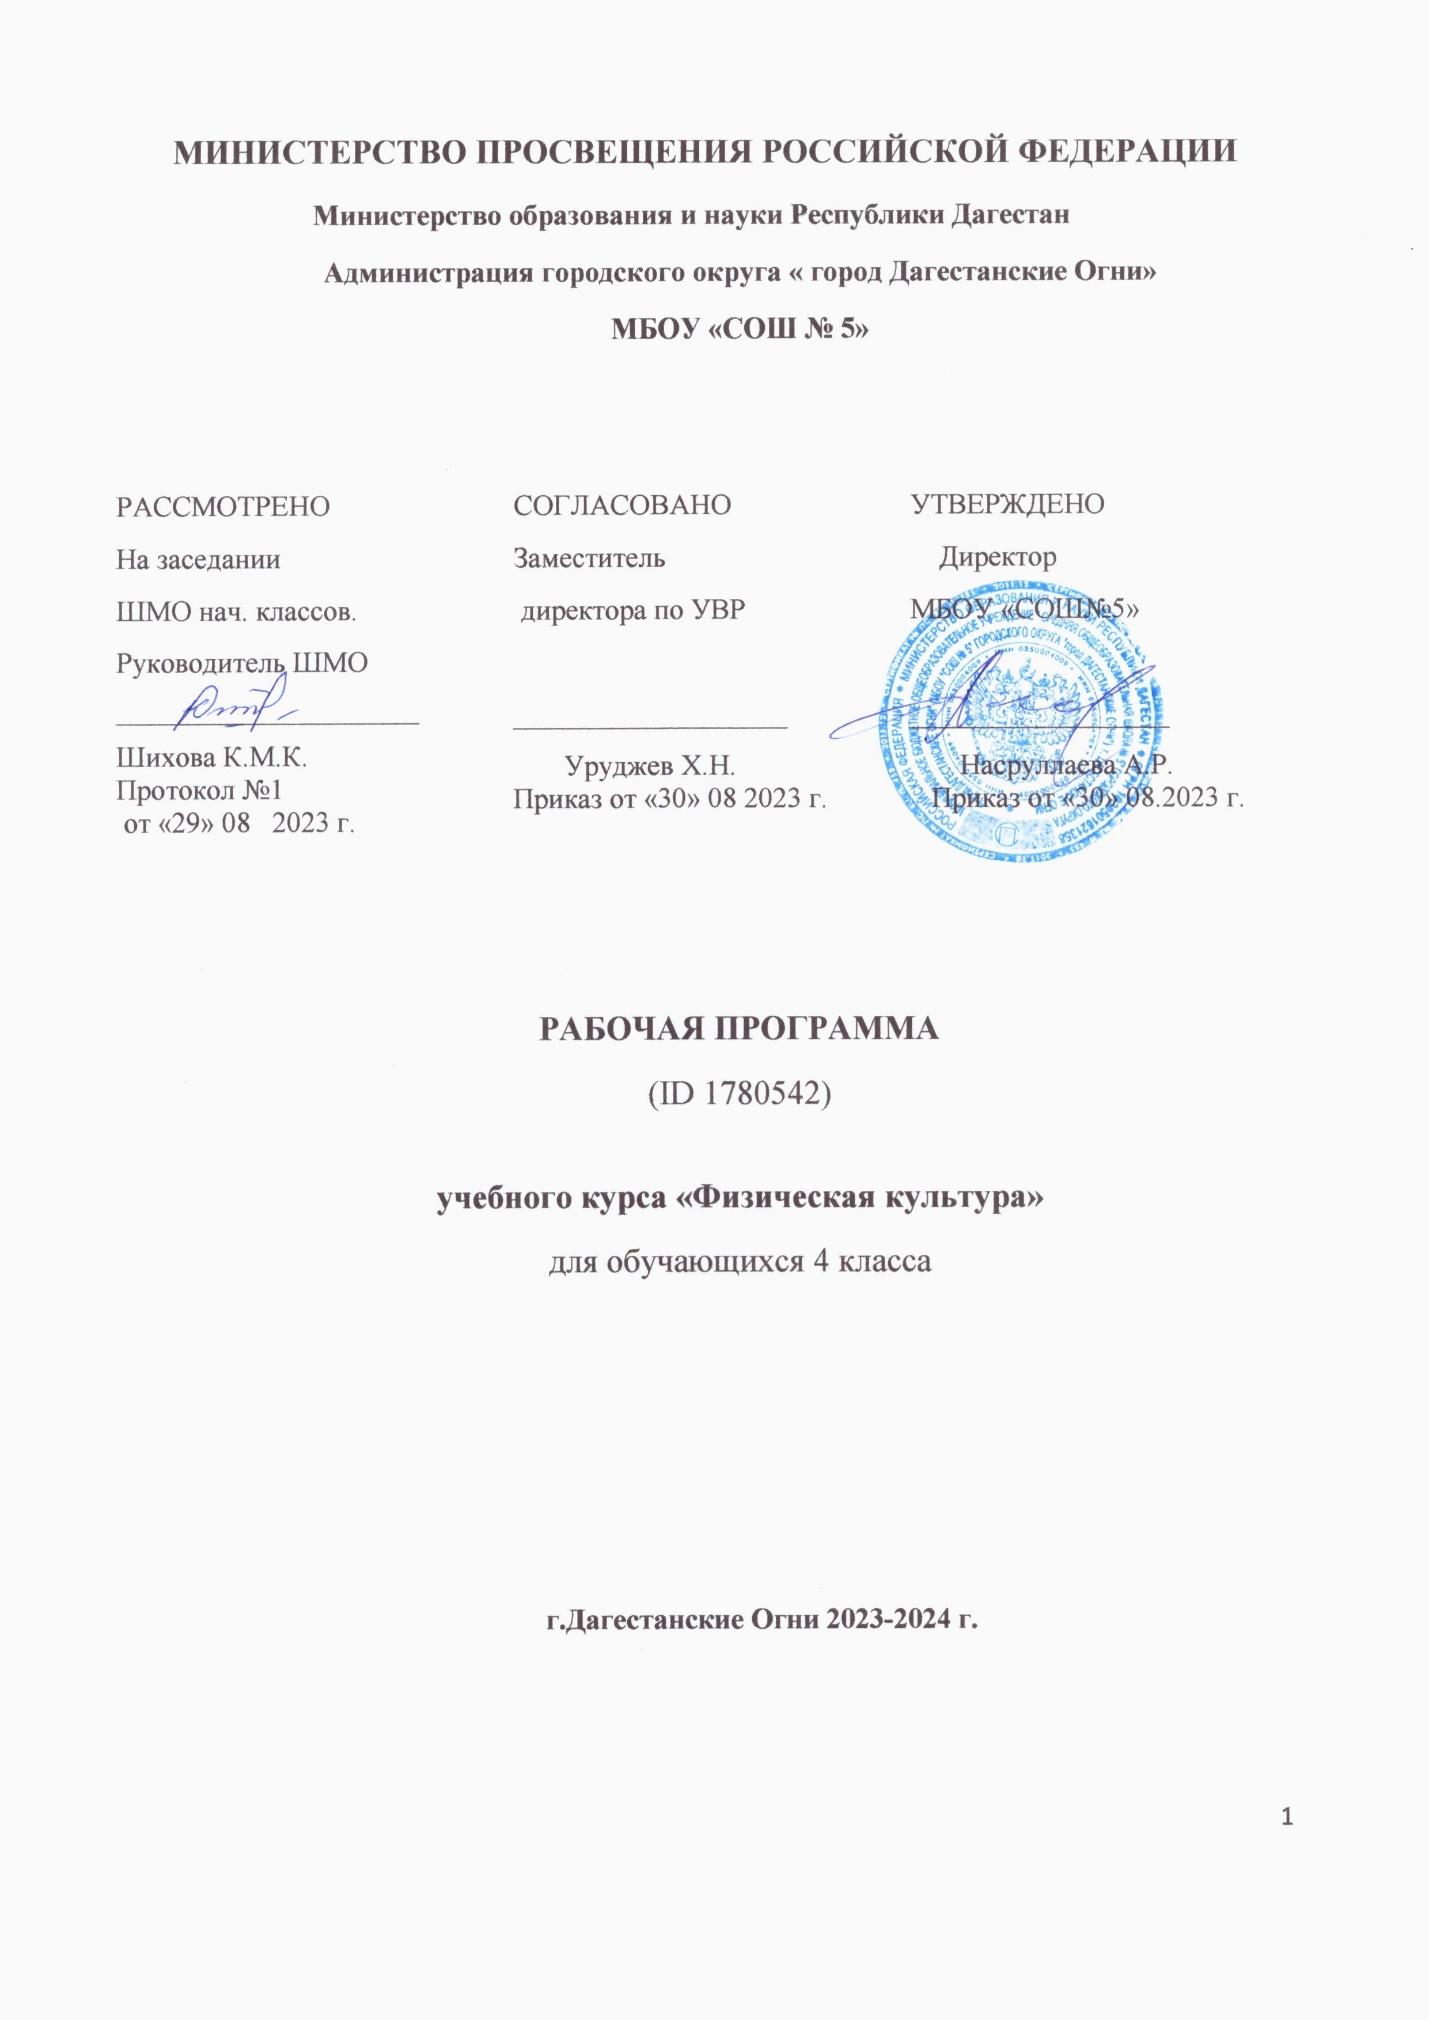 МИНИСТЕРСТВО ПРОСВЕЩЕНИЯ РОССИЙСКОЙ ФЕДЕРАЦИИ
Министерство образования и науки Республики Дагестан
Администрация городского округа « город Дагестанские Огни»
МБОУ «СОШ № 5»
РАССМОТРЕНО
На заседании
ШМО нач. классов.
Руководитель ШМО
Шихова К.М.К.
Протокол №1
от «29» 08 2023 г.
СОГЛАСОВАНО
Заместитель
директора по УВР
Уруджев Х.Н.
Приказ от «30» 08 2023 г.
УТВЕРЖДЕНО
Директор
МБОУ «СОШ№5»
Насруллаева А.Р.
Приказ от «30» 08.2023 г.
РАБОЧАЯ ПРОГРАММА
(ID 1780542)
учебного курса «Физическая культура»
для обучающихся 4 класса
г.Дагестанские Огни 2023-2024 г.
1